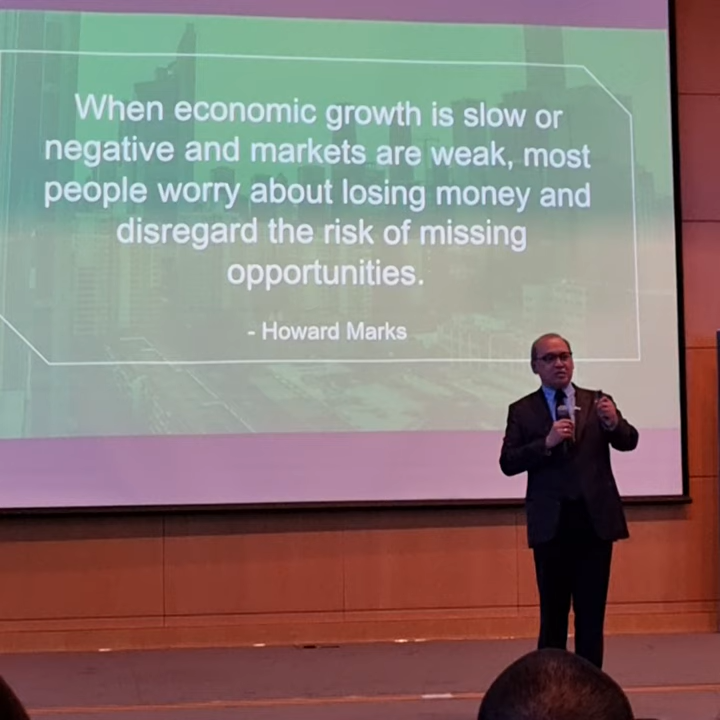 When economic growth is slow or
negative and markets are weak, most
people worry about losing money and
disregard the risk of missing
opportunities.
- Howard Marks